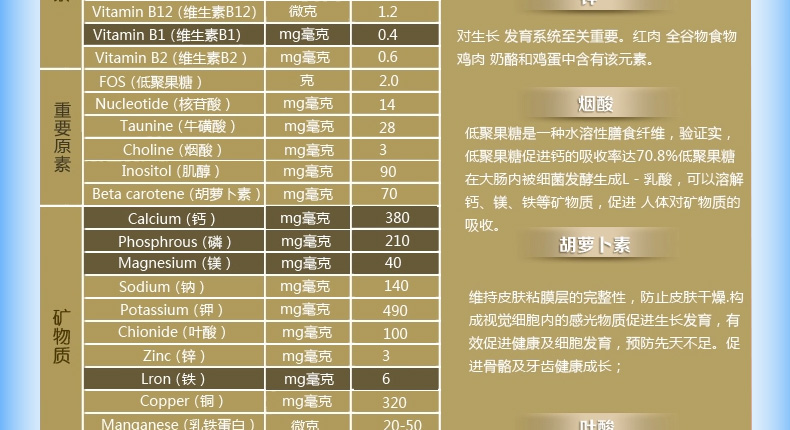 Vitamin B12 (维生素B12) 微克 1.2
Vitamin B1 (维生素B1) mg毫克 0.4
Vitamin B2 (维生素B2 ) mg毫克 0.6
重要原素
FOS (低聚果糖 ) 克 2.0
Nucleotide (核苷酸 ) mg毫克 14
Taunine (牛磺酸 ) mg毫克 28
Choline (烟酸 ) mg毫克 3
Inositol (肌醇 ) mg毫克 90
Beta carotene (胡萝卜素 ) mg毫克 70
矿物质
Calcium (钙 ) mg毫克 380
Phosphrous (磷 ) mg毫克 210
Magnesium (镁 ) mg毫克 40
Sodium (钠 ) mg毫克 140
Potassium (钾 ) mg毫克 490
Chionide (叶酸 ) mg毫克 100
Zinc (锌 ) mg毫克 3
Lron (铁 ) mg毫克 6
Copper (铜 ) mg毫克 320
Manganese (乳铁蛋白 ) 微克 20-50
对生长 发育系统至关重要。红肉 全谷物食物
鸡肉 奶酪和鸡蛋中含有该元素。
烟酸
低聚果糖是一种水溶性膳食纤维，验证实，
低聚果糖促进钙的吸收率达70.8%低聚果糖
在大肠内被细菌发酵生成L - 乳酸，可以溶解
钙、镁、铁等矿物质，促进 人体对矿物质的
吸收。
胡萝卜素
维持皮肤粘膜层的完整性，防止皮肤干燥.构
成视觉细胞内的感光物质促进生长发育，有
效促进健康及细胞发育，预防先天不足。促
进骨骼及牙齿健康成长；
叶酸